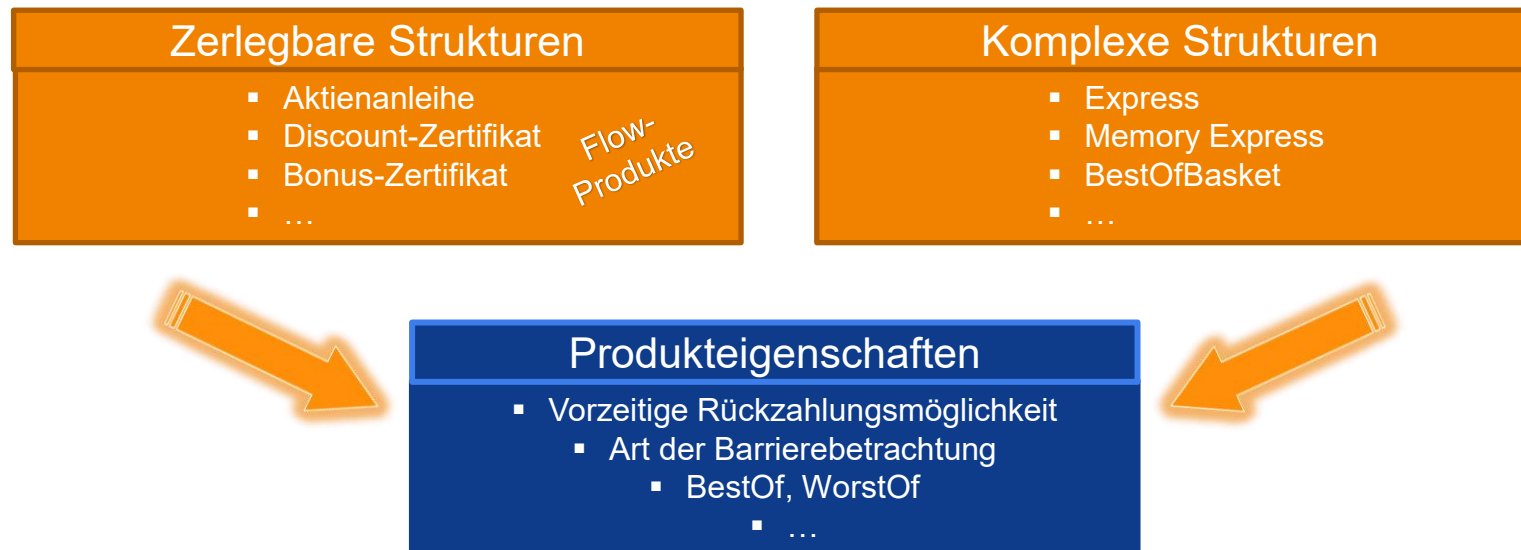 Zerlegbare Strukturen
▪ Aktienanleihe
▪ Discount-Zertifikat
▪ Bonus-Zertifikat
▪ …
Flow-
Produkte
Komplexe Strukturen
▪ Express
▪ Memory Express
▪ BestOfBasket
▪ …
Produkteigenschaften
▪ Vorzeitige Rückzahlungsmöglichkeit
▪ Art der Barrierebetrachtung
▪ BestOf, WorstOf
▪ …